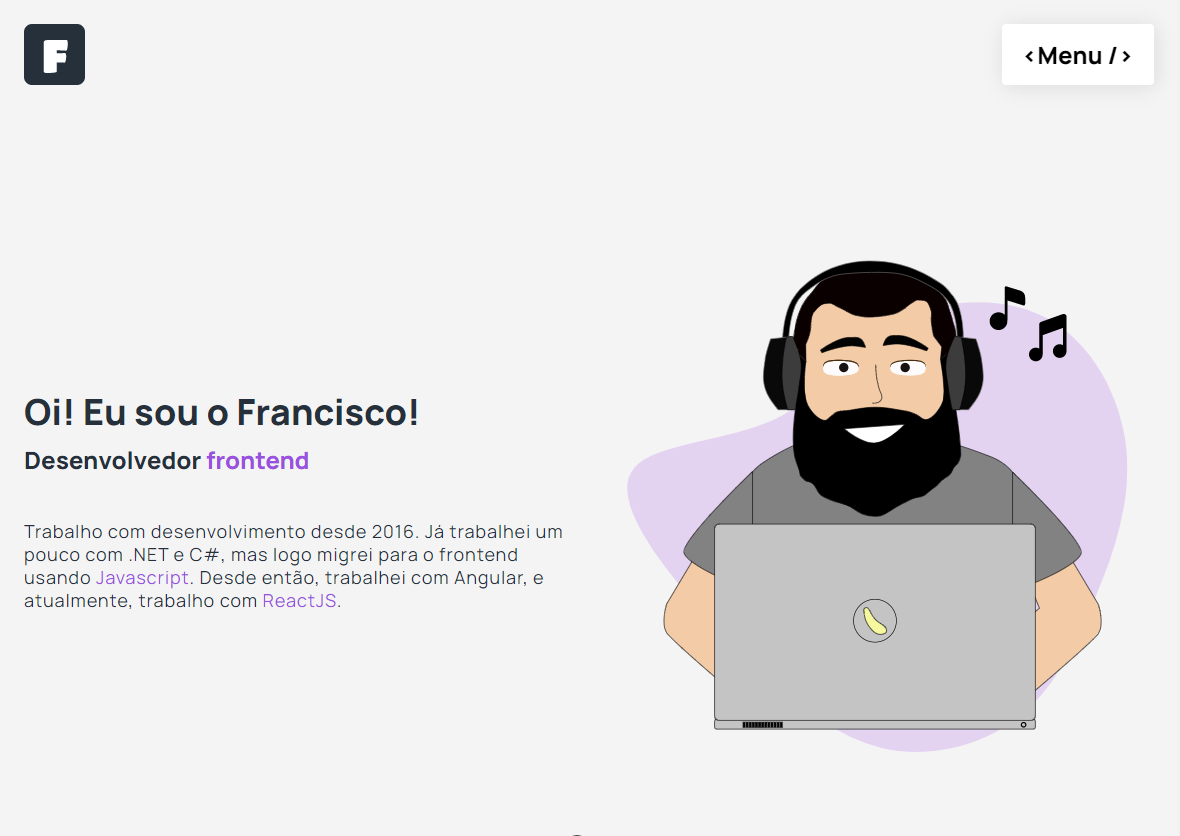 F
<Menu />
Oi! Eu sou o Francisco!
Desenvolvedor frontend
Trabalho com desenvolvimento desde 2016. Já trabalhei um
pouco com .NET e C#, mas logo migrei para o frontend
usando Javascript. Desde então, trabalhei com Angular, e
atualmente, trabalho com ReactJS.